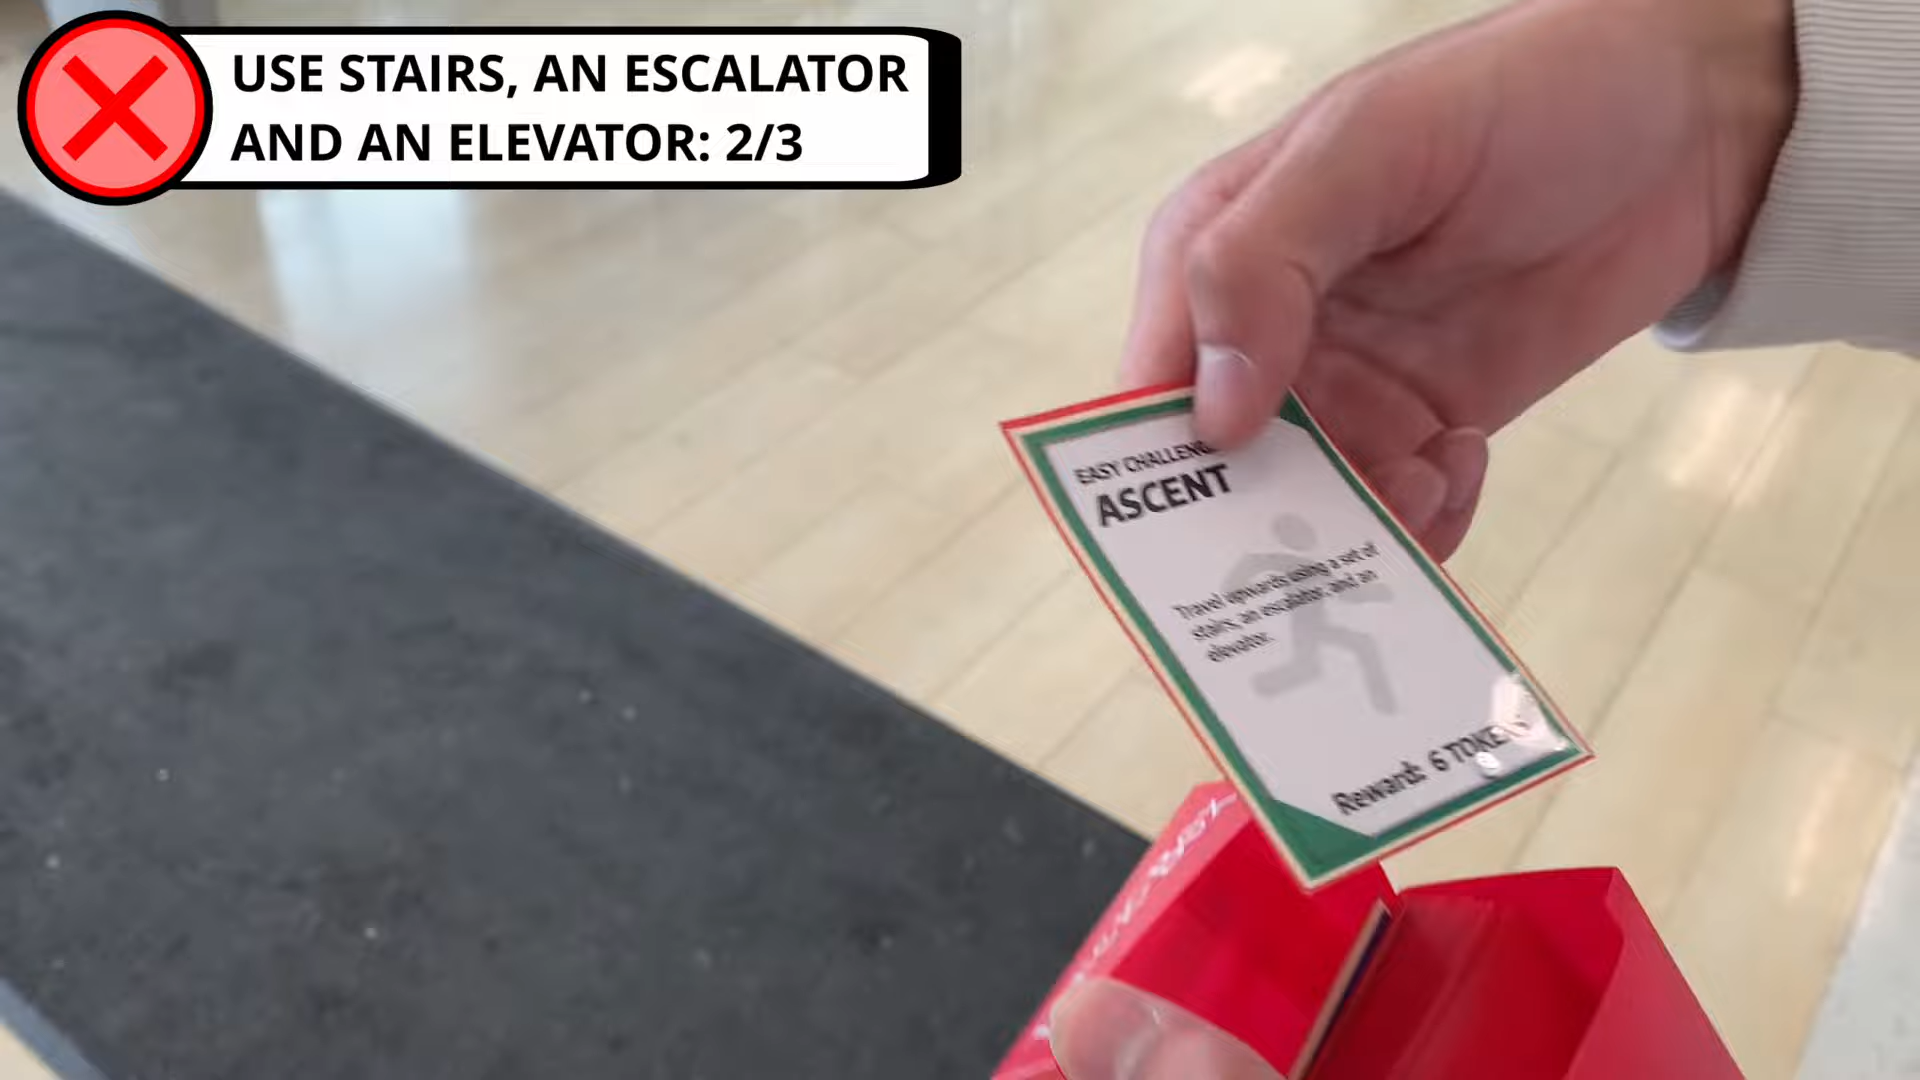 USE STAIRS, AN ESCALATOR
AND AN ELEVATOR: 2/3
EASY CHALLENG
ASCENT
Travel upwards using a set of
stairs, an escalator, and an
elevator.
Reward: 6 TOKE